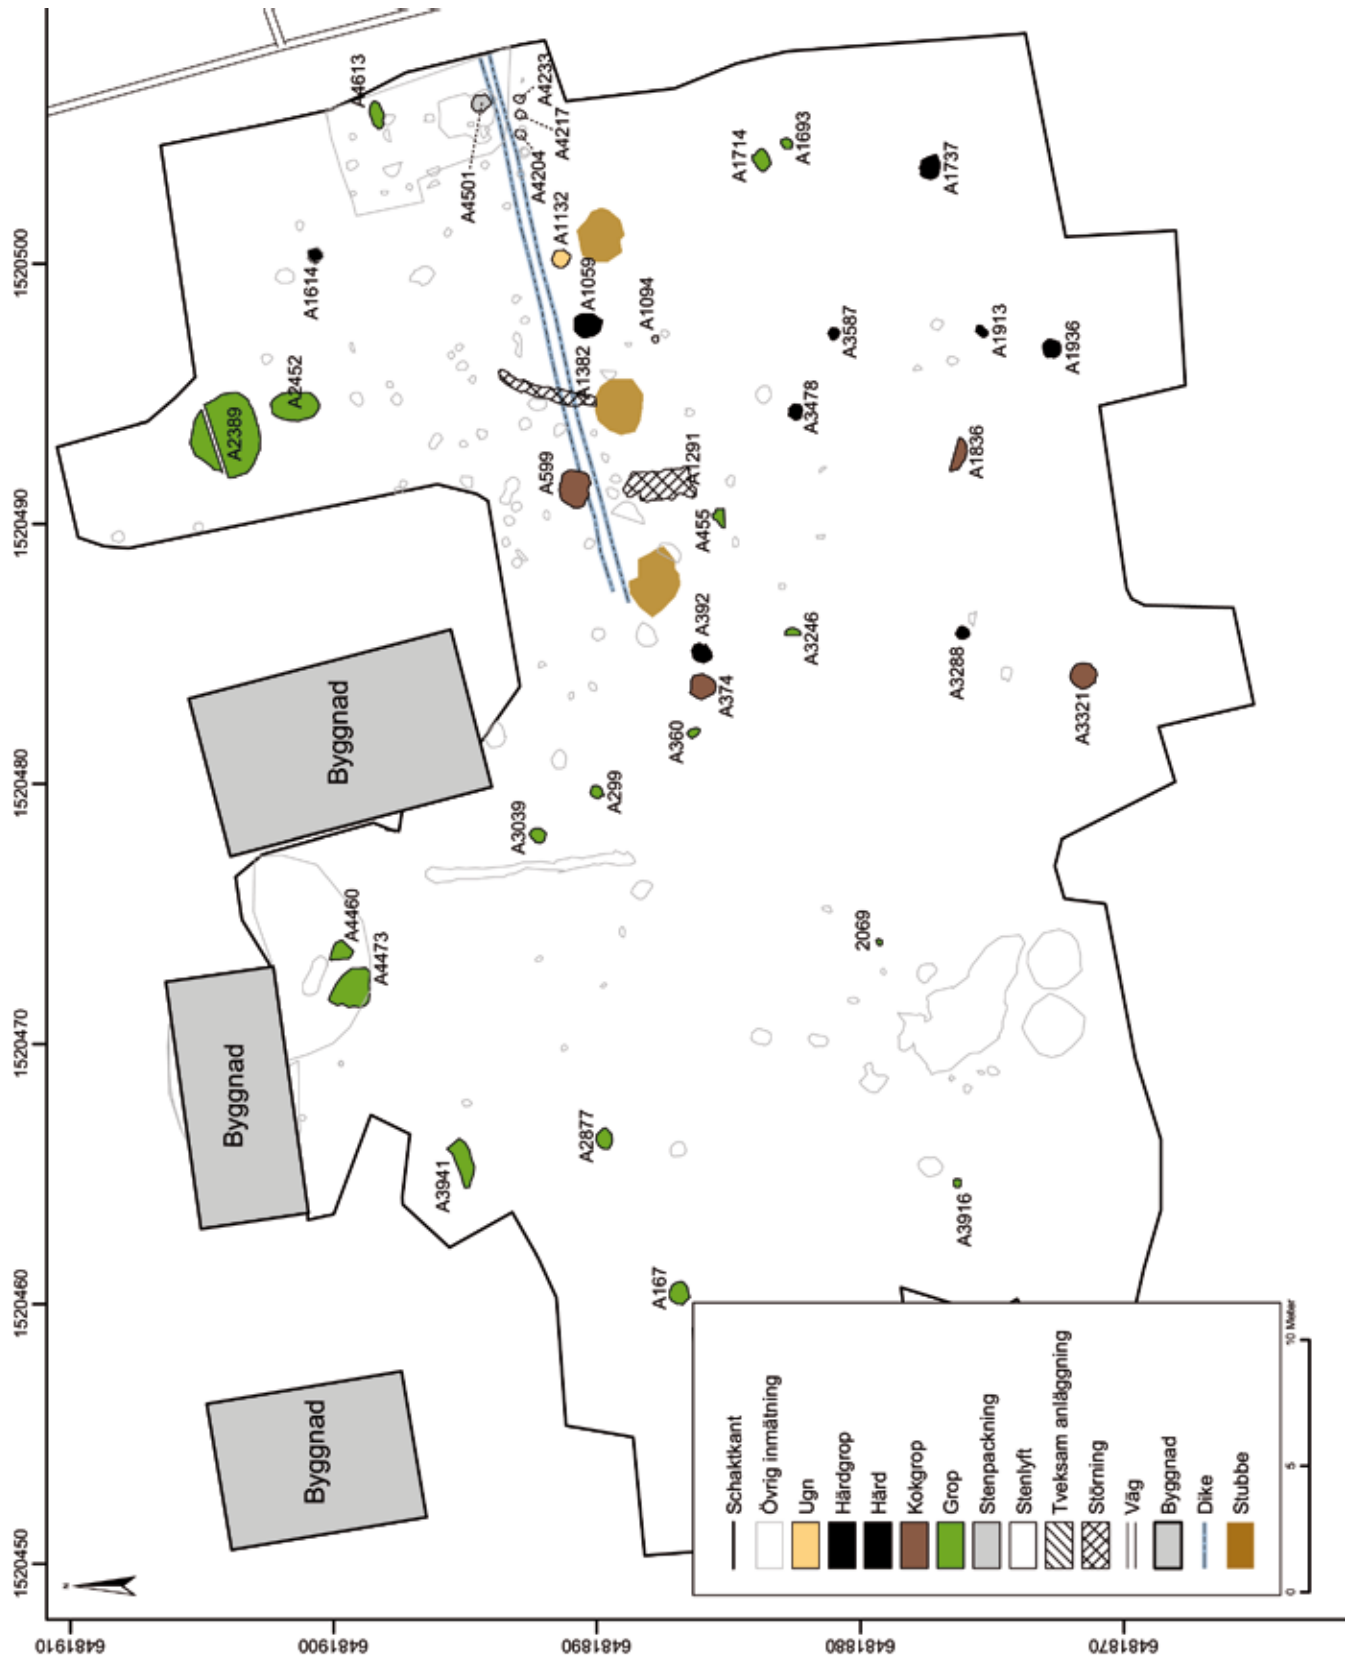 1520450
1520460
1520470
1520480
1520490
1520500
6481910
6481900
6481890
6481880
6481870
N
Byggnad
Byggnad
Byggnad
A4613
A4501
A4204
A4217
A4233
A1614
A2452
A2389
A1132
A1059
A1094
A1382
A599
A1291
A455
A1714
A1693
A1737
A3587
A1913
A1936
A3478
A1836
A392
A374
A360
A3246
A3288
A3321
A299
A3039
A4460
A4473
2069
A3941
A2877
A3916
A167
Schaktkant
Övrig inmätning
Ugn
Härdgrop
Härd
Kokgrop
Grop
Stenpackning
Stenlyft
Tveksam anläggning
Störning
Väg
Byggnad
Dike
Stubbe
0
5
10 Meter